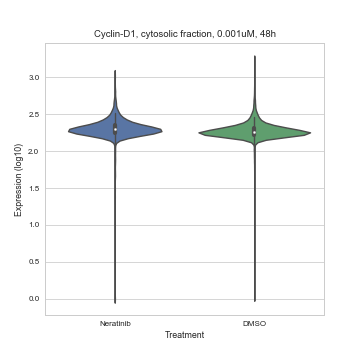 Cyclin-D1, cytosolic fraction, 0.001uM, 48h
3.0
2.5
2.0
1.5
1.0
0.5
0.0
Expression (log10)
Neratinib DMSO
Treatment